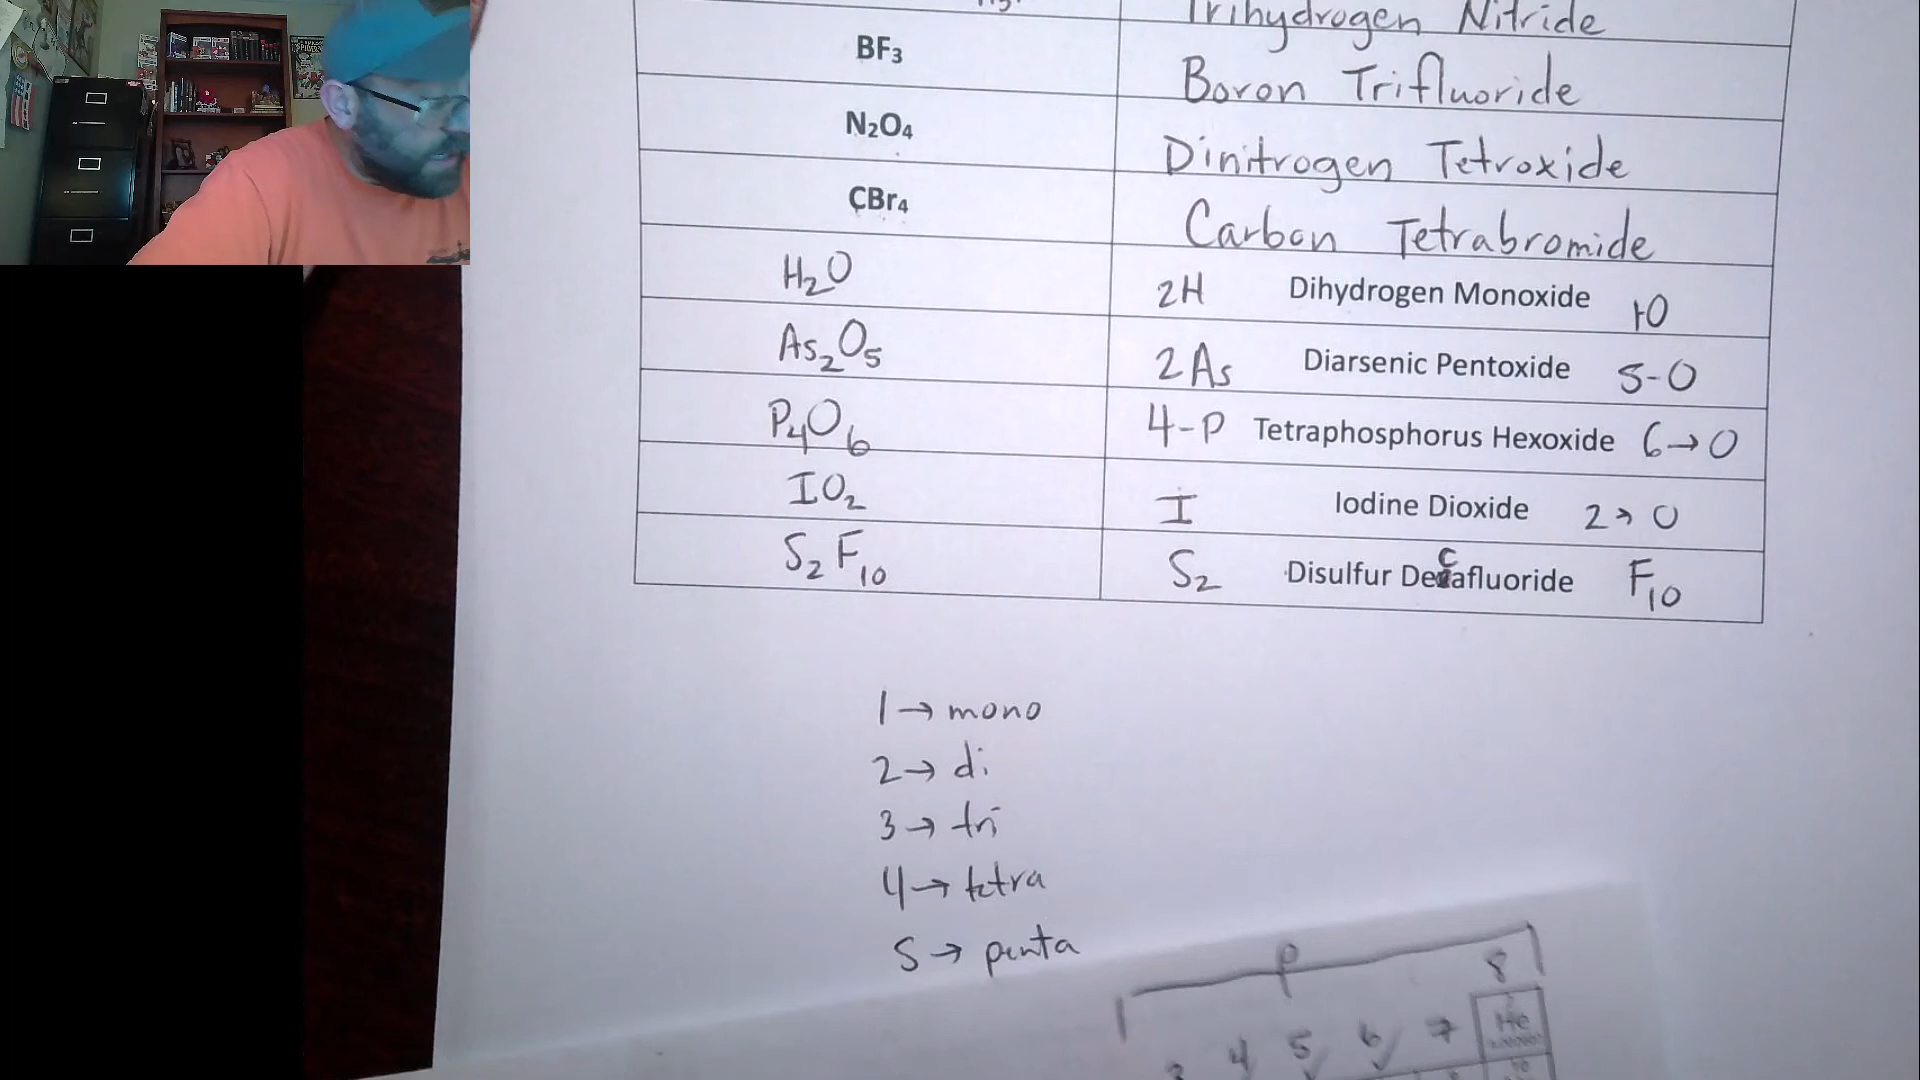 Trihydrogen Nitride
BF3 Boron Trifluoride
N2O4 Dinitrogen Tetroxide
CBr4 Carbon Tetrabromide
H2O 2H Dihydrogen Monoxide 1O
As2O5 2As Diarsenic Pentoxide 5-O
P4O6 4-P Tetraphosphorus Hexoxide 6→O
IO2 I Iodine Dioxide 2→O
S2F10 S2 Disulfur Decafluoride F10
1→mono
2→di
3→tri
4→tetra
5→penta
p
8
3 4 5 6 7 He